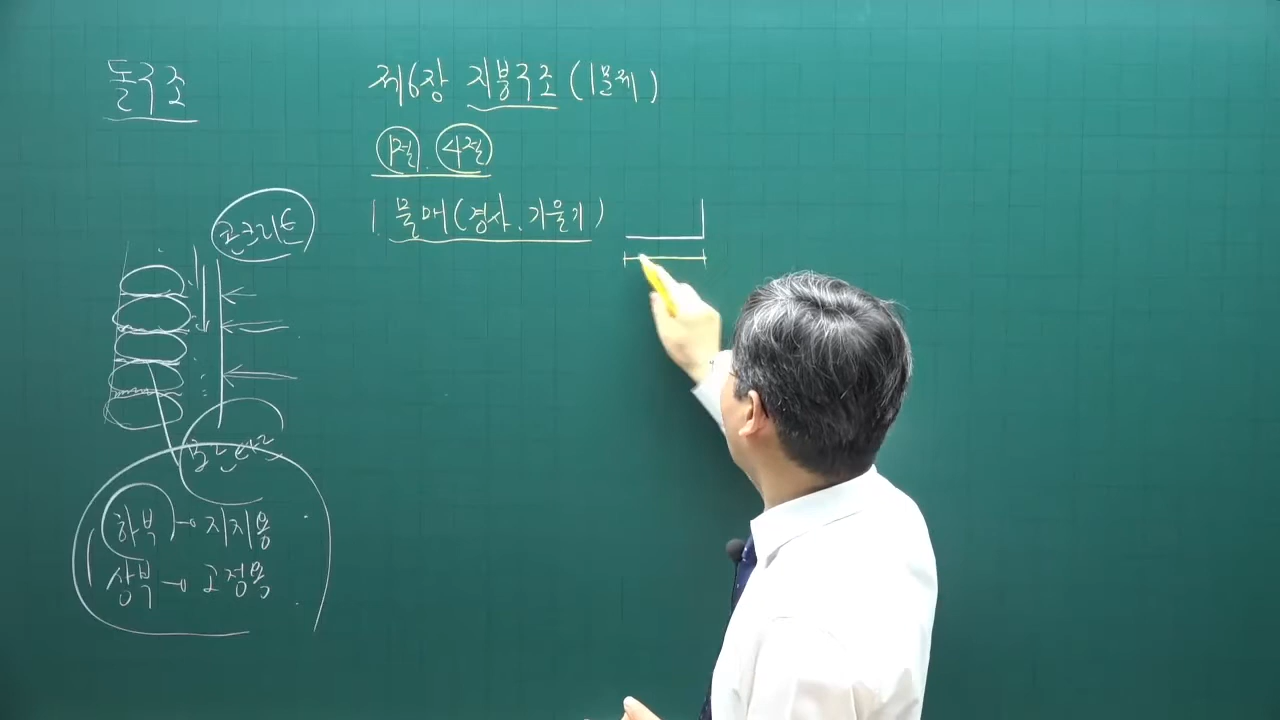 돌구조
콘크리트
하부 → 지지용
상부 → 고정용
제6장 지붕구조 (1문제)
1절. 4절
1. 물매(경사. 기울기)